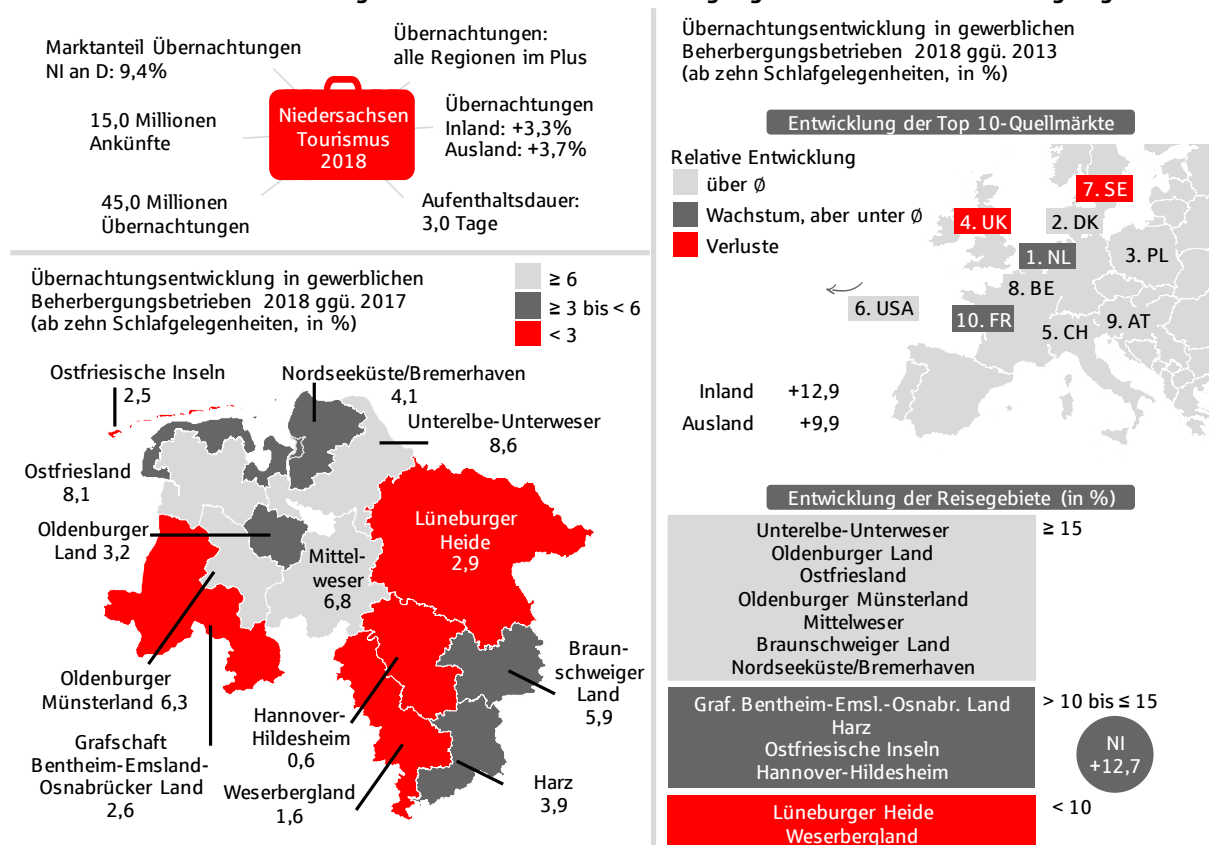 Marktanteil Übernachtungen
NI an D: 9,4%
Übernachtungen:
alle Regionen im Plus
15,0 Millionen
Ankünfte
Niedersachsen
Tourismus
2018
Übernachtungen
Inland: +3,3%
Ausland: +3,7%
45,0 Millionen
Übernachtungen
Aufenthaltsdauer:
3,0 Tage
Übernachtungsentwicklung in gewerblichen
Beherbergungsbetrieben 2018 ggü. 2017
(ab zehn Schlafgelegenheiten, in %)
≥ 6
≥ 3 bis < 6
< 3
Ostfriesische Inseln
2,5
Nordseeküste/Bremerhaven
4,1
Unterelbe-Unterweser
8,6
Ostfriesland
8,1
Oldenburger
Land 3,2
Lüneburger
Heide
2,9
Mittel-
weser
6,8
Oldenburger
Münsterland 6,3
Braun-
schweiger
Land
5,9
Grafschaft
Bentheim-Emsland-
Osnabrücker Land
2,6
Hannover-
Hildesheim
0,6
Weserbergland
1,6
Harz
3,9
Übernachtungsentwicklung in gewerblichen
Beherbergungsbetrieben 2018 ggü. 2013
(ab zehn Schlafgelegenheiten, in %)
Entwicklung der Top 10-Quellmärkte
Relative Entwicklung
über Ø
Wachstum, aber unter Ø
Verluste
7. SE
4. UK
2. DK
1. NL
3. PL
8. BE
6. USA
10. FR
5. CH
9. AT
Inland +12,9
Ausland +9,9
Entwicklung der Reisegebiete (in %)
Unterelbe-Unterweser
Oldenburger Land
Ostfriesland
Oldenburger Münsterland
Mittelweser
Braunschweiger Land
Nordseeküste/Bremerhaven
≥ 15
Graf. Bentheim-Emsl.-Osnabr. Land
Harz
Ostfriesische Inseln
Hannover-Hildesheim
> 10 bis ≤ 15
NI
+12,7
Lüneburger Heide
Weserbergland
< 10